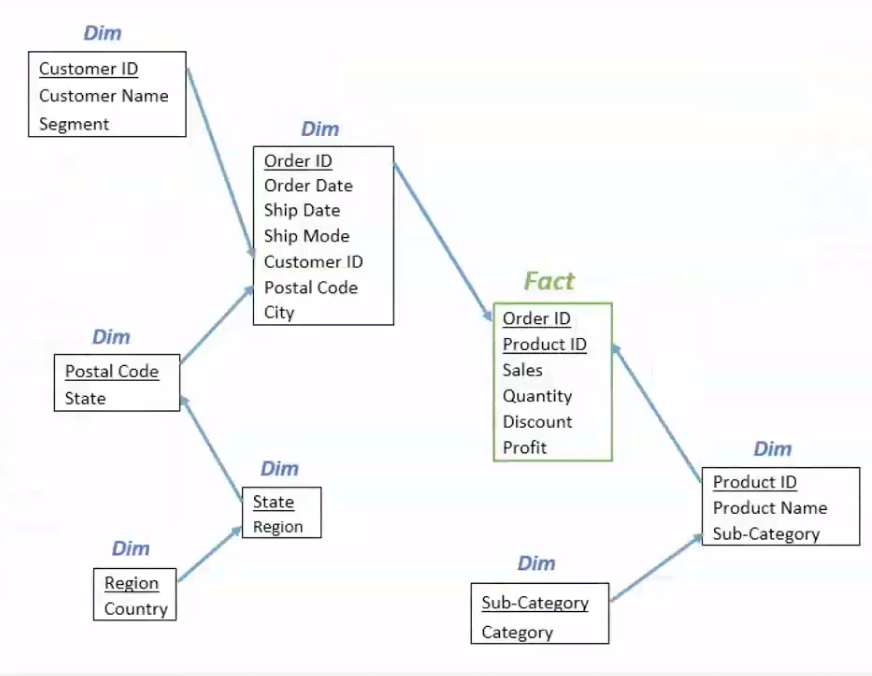 Dim
Customer ID
Customer Name
Segment
Dim
Order ID
Order Date
Ship Date
Ship Mode
Customer ID
Postal Code
City
Fact
Order ID
Product ID
Sales
Quantity
Discount
Profit
Dim
Postal Code
State
Dim
State
Region
Dim
Region
Country
Dim
Product ID
Product Name
Sub-Category
Dim
Sub-Category
Category